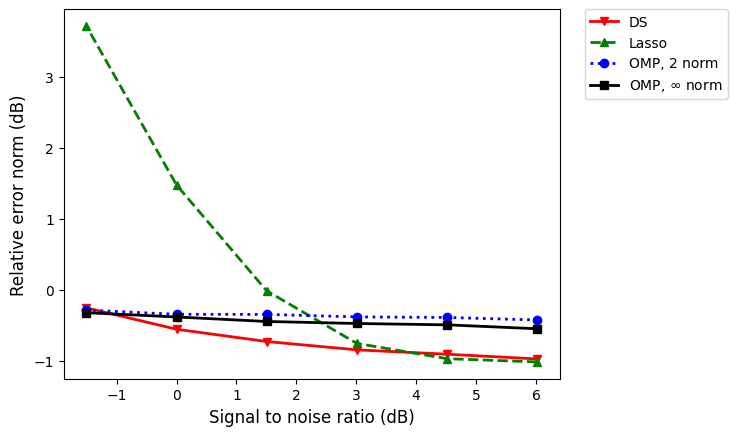 DS
Lasso
OMP, 2 norm
OMP, ∞ norm
Relative error norm (dB)
3
2
1
0
−1
−1 0 1 2 3 4 5 6
Signal to noise ratio (dB)